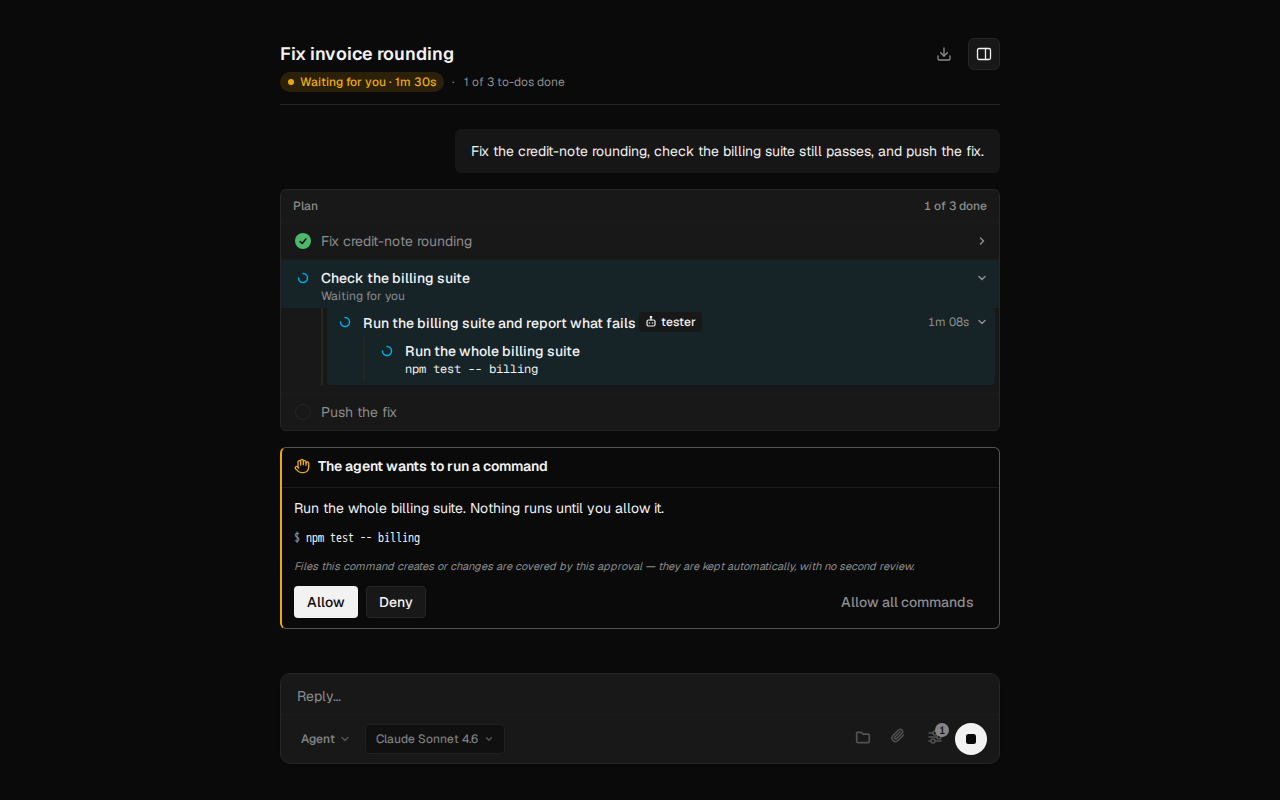 Fix invoice rounding
Waiting for you · 1m 30s · 1 of 3 to-dos done
Fix the credit-note rounding, check the billing suite still passes, and push the fix.
Plan 1 of 3 done
Fix credit-note rounding
Check the billing suite
Waiting for you
Run the billing suite and report what fails tester 1m 08s
Run the whole billing suite
npm test -- billing
Push the fix
The agent wants to run a command
Run the whole billing suite. Nothing runs until you allow it.
$ npm test -- billing
Files this command creates or changes are covered by this approval — they are kept automatically, with no second review.
Allow Deny Allow all commands
Reply...
Agent Claude Sonnet 4.6 1